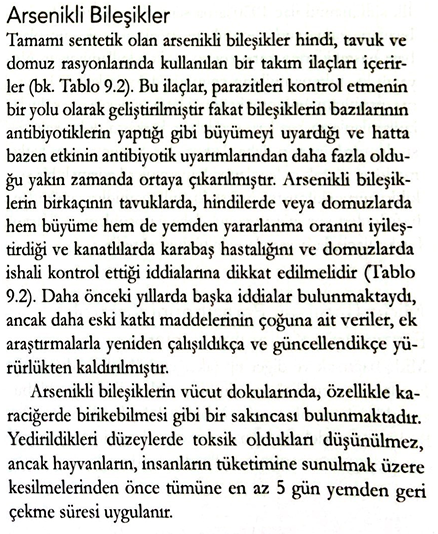 Arsenikli Bileşikler
Tamamı sentetik olan arsenikli bileşikler hindi, tavuk ve
domuz rasyonlarında kullanılan bir takım ilaçları içerir-
ler (bk. Tablo 9.2). Bu ilaçlar, parazitleri kontrol etmenin
bir yolu olarak geliştirilmiştir fakat bileşiklerin bazılarının
antibiyotiklerin yaptığı gibi büyümeyi uyardığı ve hatta
bazen etkinin antibiyotik uyarımlarından daha fazla oldu-
ğu yakın zamanda ortaya çıkarılmıştır. Arsenikli bileşik-
lerin birkaçının tavuklarda, hindilerde veya domuzlarda
hem büyüme hem de yemden yararlanma oranını iyileş-
tirdiği ve kanatlılarda karabaş hastalığını ve domuzlarda
ishali kontrol ettiği iddialarına dikkat edilmelidir (Tablo
9.2). Daha önceki yıllarda başka iddialar bulunmaktaydı,
ancak daha eski katkı maddelerinin çoğuna ait veriler, ek
araştırmalarla yeniden çalışıldıkça ve güncellendikçe yü-
rürlükten kaldırılmıştır.
Arsenikli bileşiklerin vücut dokularında, özellikle ka-
raciğerde birikebilmesi gibi bir sakıncası bulunmaktadır.
Yedirildikleri düzeylerde toksik oldukları düşünülmez,
ancak hayvanların, insanların tüketimine sunulmak üzere
kesilmelerinden önce tümüne en az 5 gün yemden geri
çekme süresi uygulanır.